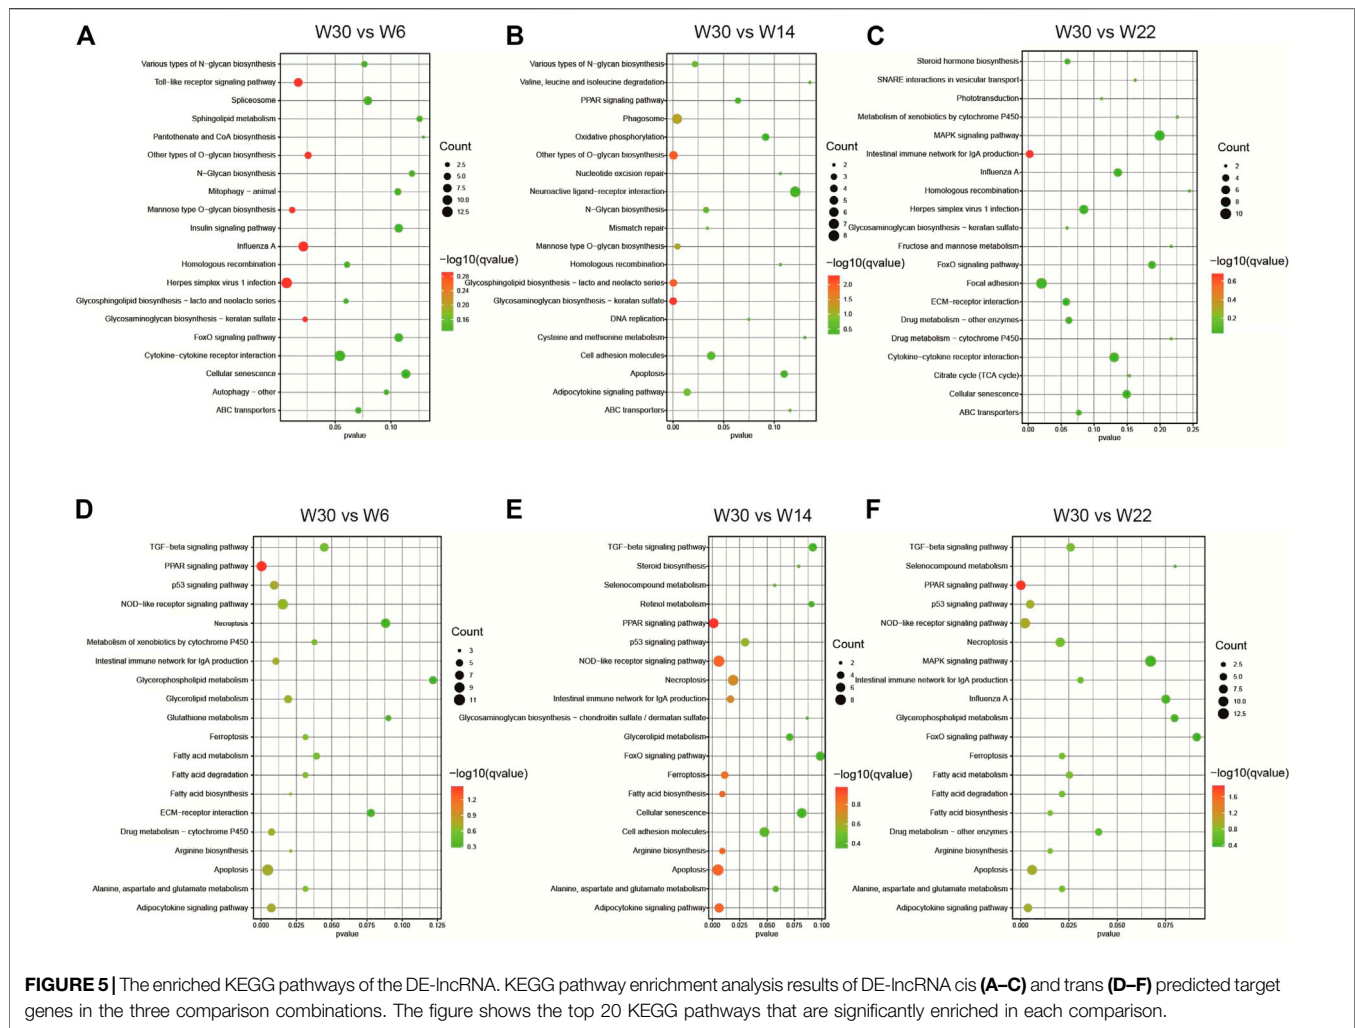 A
W30 vs W6
Various types of N-glycan biosynthesis
Toll-like receptor signaling pathway
Spliceosome
Sphingolipid metabolism
Pantothenate and CoA biosynthesis
Other types of O-glycan biosynthesis
N-Glycan biosynthesis
Mitophagy - animal
Mannose type O-glycan biosynthesis
Insulin signaling pathway
Influenza A
Homologous recombination
Herpes simplex virus 1 infection
Glycosphingolipid biosynthesis - lacto and neolacto series
Glycosaminoglycan biosynthesis - keratan sulfate
FoxO signaling pathway
Cytokine-cytokine receptor interaction
Cellular senescence
Autophagy - other
ABC transporters
0.05 0.10
pvalue
Count
2.5
5.0
7.5
10.0
12.5
-log10(qvalue)
0.28
0.24
0.20
0.16
B
W30 vs W14
Various types of N-glycan biosynthesis
Valine, leucine and isoleucine degradation
PPAR signaling pathway
Phagosome
Oxidative phosphorylation
Other types of O-glycan biosynthesis
Nucleotide excision repair
Neuroactive ligand-receptor interaction
N-Glycan biosynthesis
Mismatch repair
Mannose type O-glycan biosynthesis
Homologous recombination
Glycosphingolipid biosynthesis - lacto and neolacto series
Glycosaminoglycan biosynthesis - keratan sulfate
DNA replication
Cysteine and methionine metabolism
Cell adhesion molecules
Apoptosis
Adipocytokine signaling pathway
ABC transporters
0.00 0.05 0.10
pvalue
Count
2
3
4
5
6
7
8
-log10(qvalue)
2.0
1.5
1.0
0.5
C
W30 vs W22
Steroid hormone biosynthesis
SNARE interactions in vesicular transport
Phototransduction
Metabolism of xenobiotics by cytochrome P450
MAPK signaling pathway
Intestinal immune network for IgA production
Influenza A
Homologous recombination
Herpes simplex virus 1 infection
Glycosaminoglycan biosynthesis - keratan sulfate
Fructose and mannose metabolism
FoxO signaling pathway
Focal adhesion
ECM-receptor interaction
Drug metabolism - other enzymes
Drug metabolism - cytochrome P450
Cytokine-cytokine receptor interaction
Citrate cycle (TCA cycle)
Cellular senescence
ABC transporters
0.00 0.05 0.10 0.15 0.20 0.25
pvalue
Count
2
4
6
8
10
-log10(qvalue)
0.6
0.4
0.2
D
W30 vs W6
TGF-beta signaling pathway
PPAR signaling pathway
p53 signaling pathway
NOD-like receptor signaling pathway
Necroptosis
Metabolism of xenobiotics by cytochrome P450
Intestinal immune network for IgA production
Glycerophospholipid metabolism
Glycerolipid metabolism
Glutathione metabolism
Ferroptosis
Fatty acid metabolism
Fatty acid degradation
Fatty acid biosynthesis
ECM-receptor interaction
Drug metabolism - cytochrome P450
Arginine biosynthesis
Apoptosis
Alanine, aspartate and glutamate metabolism
Adipocytokine signaling pathway
0.000 0.025 0.050 0.075 0.100 0.125
pvalue
Count
3
5
7
9
11
-log10(qvalue)
1.2
0.9
0.6
0.3
E
W30 vs W14
TGF-beta signaling pathway
Steroid biosynthesis
Selenocompound metabolism
Retinol metabolism
PPAR signaling pathway
p53 signaling pathway
NOD-like receptor signaling pathway
Necroptosis
Intestinal immune network for IgA production
Glycosaminoglycan biosynthesis - chondroitin sulfate / dermatan sulfate
Glycerolipid metabolism
FoxO signaling pathway
Ferroptosis
Fatty acid biosynthesis
Cellular senescence
Cell adhesion molecules
Arginine biosynthesis
Apoptosis
Alanine, aspartate and glutamate metabolism
Adipocytokine signaling pathway
0.000 0.025 0.050 0.075 0.100
pvalue
Count
2
4
6
8
-log10(qvalue)
0.8
0.6
0.4
F
W30 vs W22
TGF-beta signaling pathway
Selenocompound metabolism
PPAR signaling pathway
p53 signaling pathway
NOD-like receptor signaling pathway
Necroptosis
MAPK signaling pathway
Intestinal immune network for IgA production
Influenza A
Glycerophospholipid metabolism
FoxO signaling pathway
Ferroptosis
Fatty acid metabolism
Fatty acid degradation
Fatty acid biosynthesis
Drug metabolism - other enzymes
Arginine biosynthesis
Apoptosis
Alanine, aspartate and glutamate metabolism
Adipocytokine signaling pathway
0.000 0.025 0.050 0.075
pvalue
Count
2.5
5.0
7.5
10.0
12.5
-log10(qvalue)
1.6
1.2
0.8
0.4
FIGURE 5 | The enriched KEGG pathways of the DE-lncRNA. KEGG pathway enrichment analysis results of DE-lncRNA cis (A–C) and trans (D–F) predicted target
genes in the three comparison combinations. The figure shows the top 20 KEGG pathways that are significantly enriched in each comparison.